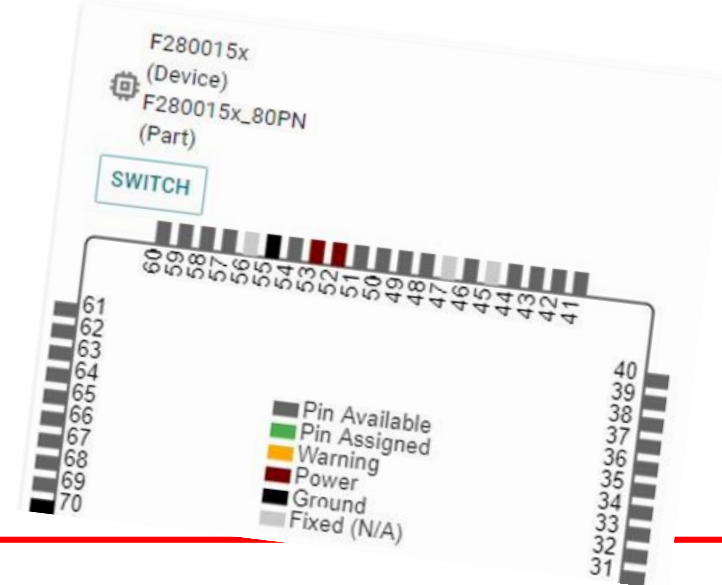 F280015x
(Device)
F280015x_80PN
(Part)
SWITCH
60 59 58 57 56 55 54 53 52 51 50 49 48 47 46 45 44 43 42 41
61
62
63
64
65
66
67
68
69
70
40
39
38
37
36
35
34
33
32
31
Pin Available
Pin Assigned
Warning
Power
Ground
Fixed (N/A)